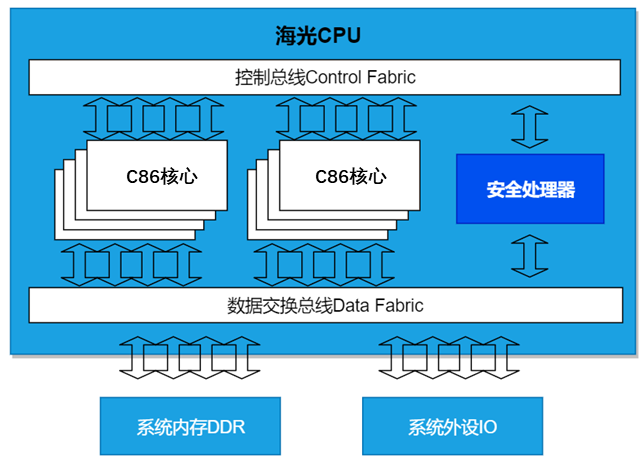 海光CPU
控制总线Control Fabric
C86核心
C86核心
安全处理器
数据交换总线Data Fabric
系统内存DDR
系统外设IO